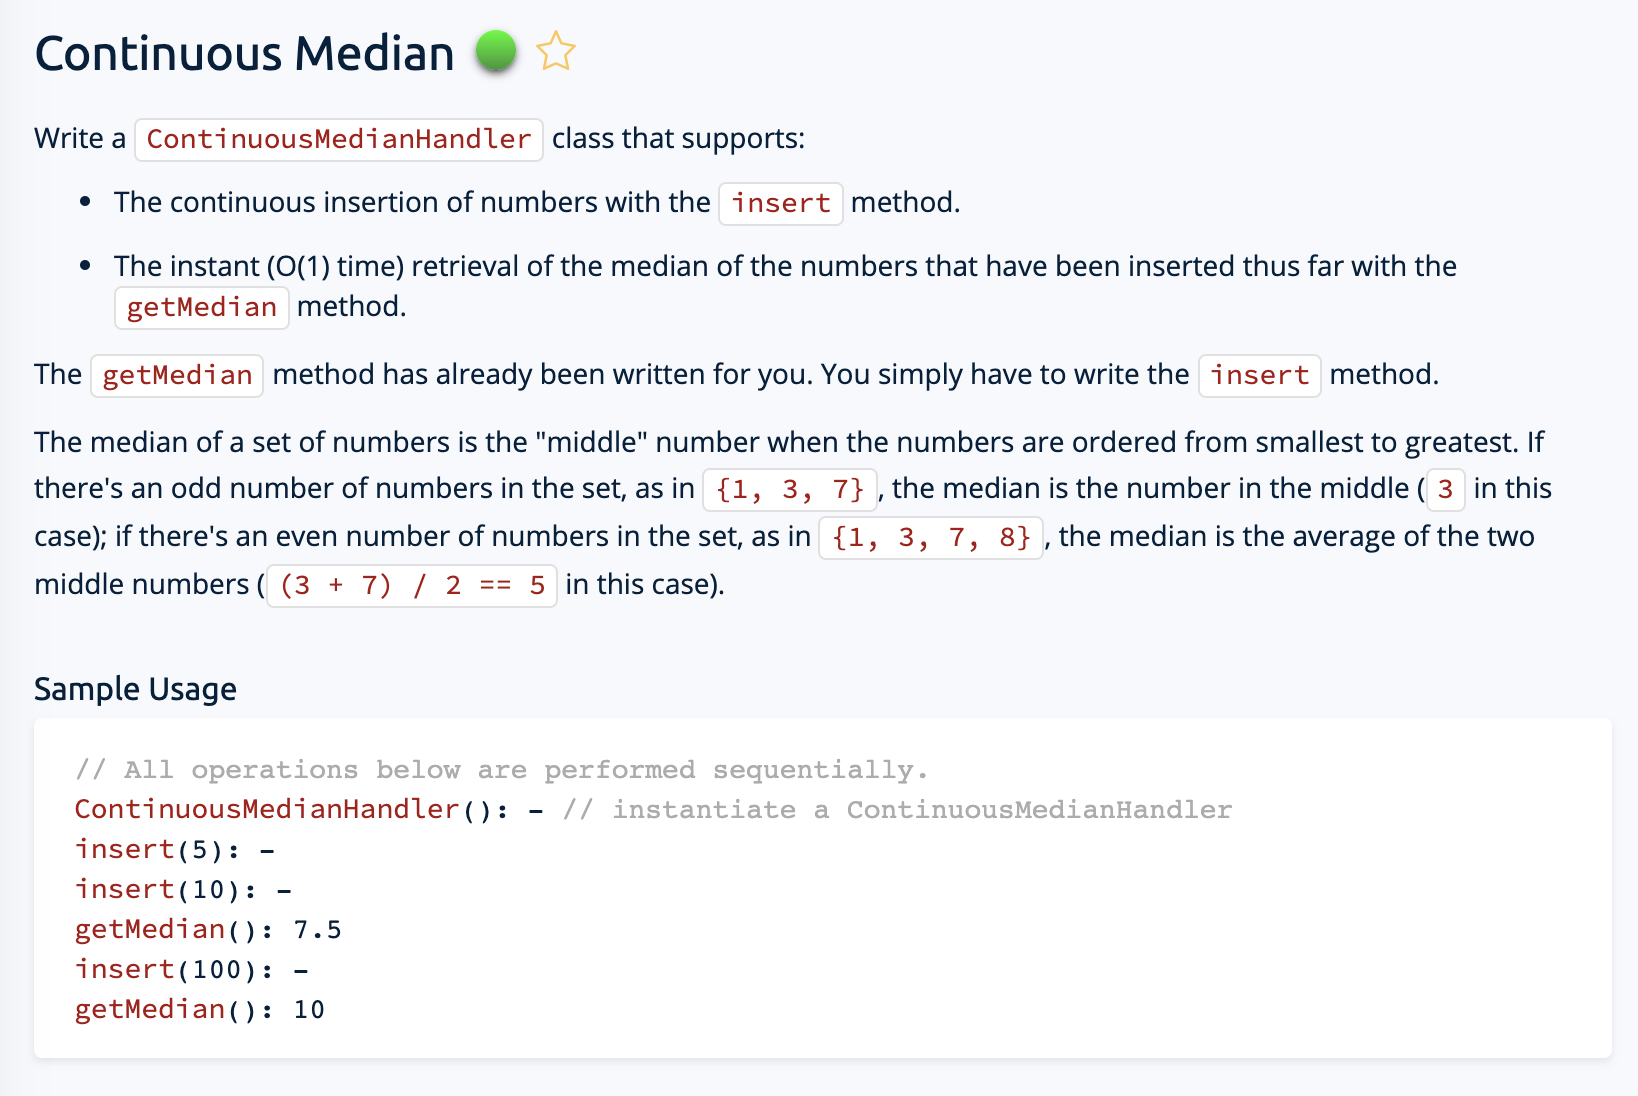 Continuous Median
Write a ContinuousMedianHandler class that supports:
• The continuous insertion of numbers with the insert method.
• The instant (O(1) time) retrieval of the median of the numbers that have been inserted thus far with the
getMedian method.
The getMedian method has already been written for you. You simply have to write the insert method.
The median of a set of numbers is the "middle" number when the numbers are ordered from smallest to greatest. If
there's an odd number of numbers in the set, as in {1, 3, 7}, the median is the number in the middle (3 in this
case); if there's an even number of numbers in the set, as in {1, 3, 7, 8}, the median is the average of the two
middle numbers ((3 + 7) / 2 == 5 in this case).
Sample Usage
// All operations below are performed sequentially.
ContinuousMedianHandler(): - // instantiate a ContinuousMedianHandler
insert(5): -
insert(10): -
getMedian(): 7.5
insert(100): -
getMedian(): 10